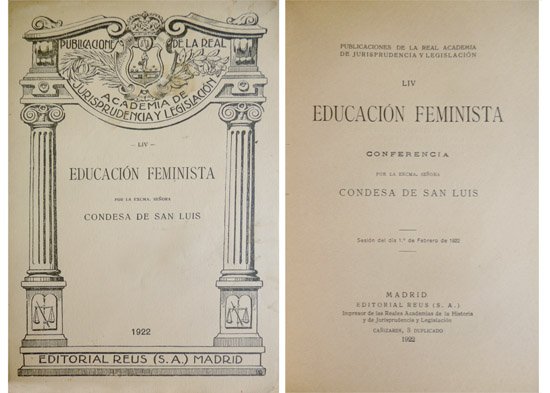 PUBLICACIONES DE LA REAL
ACADEMIA DE
JURISPRUDENCIA Y LEGISLACIÓN
- LIV -
EDUCACIÓN FEMINISTA
POR LA EXCMA. SEÑORA
CONDESA DE SAN LUIS
1922
EDITORIAL REUS (S. A.) MADRID
PUBLICACIONES DE LA REAL ACADEMIA
DE JURISPRUDENCIA Y LEGISLACIÓN
LIV
EDUCACIÓN FEMINISTA
CONFERENCIA
POR LA EXCMA. SEÑORA
CONDESA DE SAN LUIS
Sesión del día 1.º de Febrero de 1922
MADRID
EDITORIAL REUS (S. A.)
Impresor de las Reales Academias de la Historia
y de Jurisprudencia y Legislación
CAÑIZARES, 3 DUPLICADO
1922